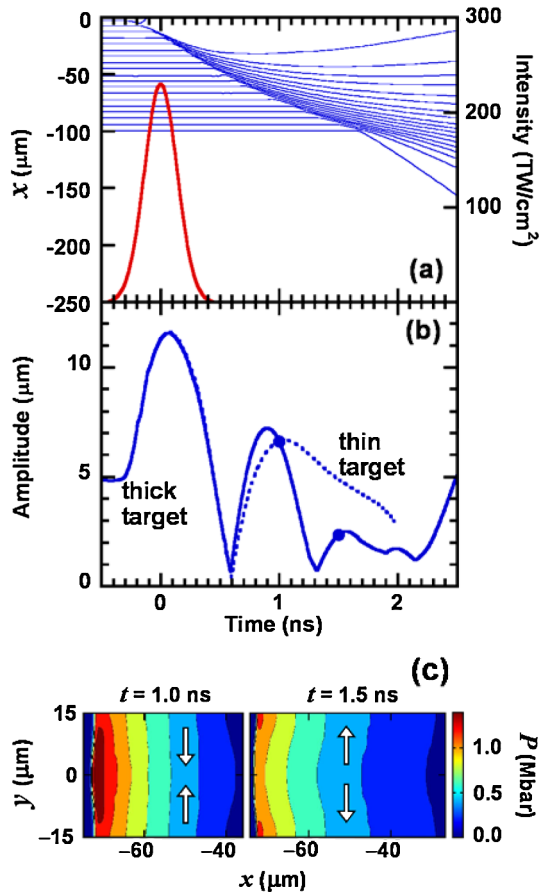 0
-50
-100
-150
-200
-250
x (μm)
300
200
100
Intensity (TW/cm²)
(a)
(b)
10
5
0
Amplitude (μm)
thick
target
thin
target
0 1 2
Time (ns)
(c)
t = 1.0 ns t = 1.5 ns
15
0
−15
y (μm)
−60 −40 −60 −40
x (μm)
1.0
0.5
0.0
P (Mbar)